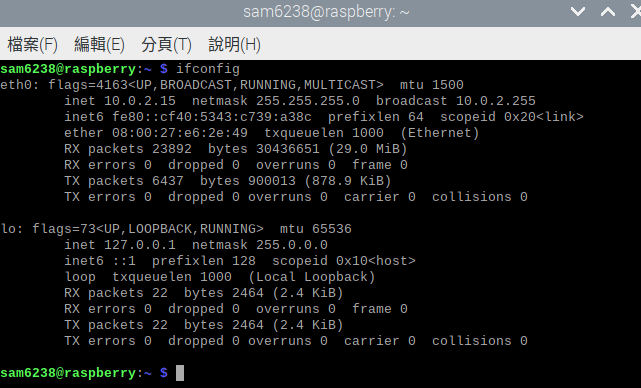 sam6238@raspberry: ~
檔案(F) 編輯(E) 分頁(T) 說明(H)
sam6238@raspberry:~ $ ifconfig
eth0: flags=4163<UP,BROADCAST,RUNNING,MULTICAST>  mtu 1500
        inet 10.0.2.15  netmask 255.255.255.0  broadcast 10.0.2.255
        inet6 fe80::cf40:5343:c739:a38c  prefixlen 64  scopeid 0x20<link>
        ether 08:00:27:e6:2e:49  txqueuelen 1000  (Ethernet)
        RX packets 23892  bytes 30436651 (29.0 MiB)
        RX errors 0  dropped 0  overruns 0  frame 0
        TX packets 6437  bytes 900013 (878.9 KiB)
        TX errors 0  dropped 0 overruns 0  carrier 0  collisions 0
lo: flags=73<UP,LOOPBACK,RUNNING>  mtu 65536
        inet 127.0.0.1  netmask 255.0.0.0
        inet6 ::1  prefixlen 128  scopeid 0x10<host>
        loop  txqueuelen 1000  (Local Loopback)
        RX packets 22  bytes 2464 (2.4 KiB)
        RX errors 0  dropped 0  overruns 0  frame 0
        TX packets 22  bytes 2464 (2.4 KiB)
        TX errors 0  dropped 0 overruns 0  carrier 0  collisions 0
sam6238@raspberry:~ $